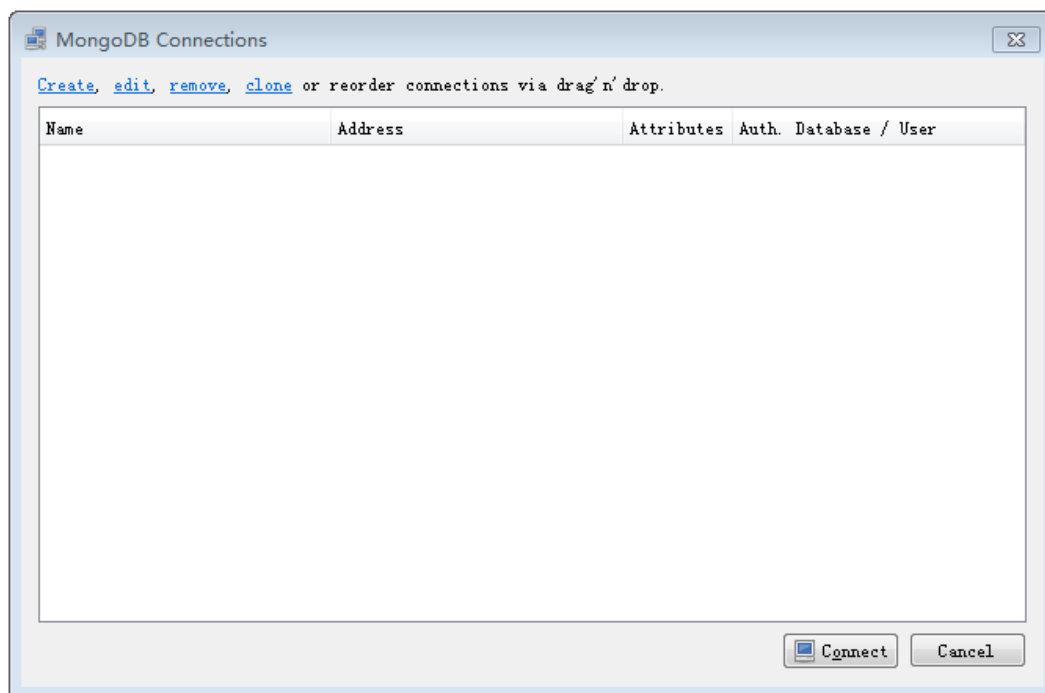 MongoDB Connections
Create, edit, remove, clone or reorder connections via drag'n'drop.
Name Address Attributes Auth. Database / User
Connect Cancel